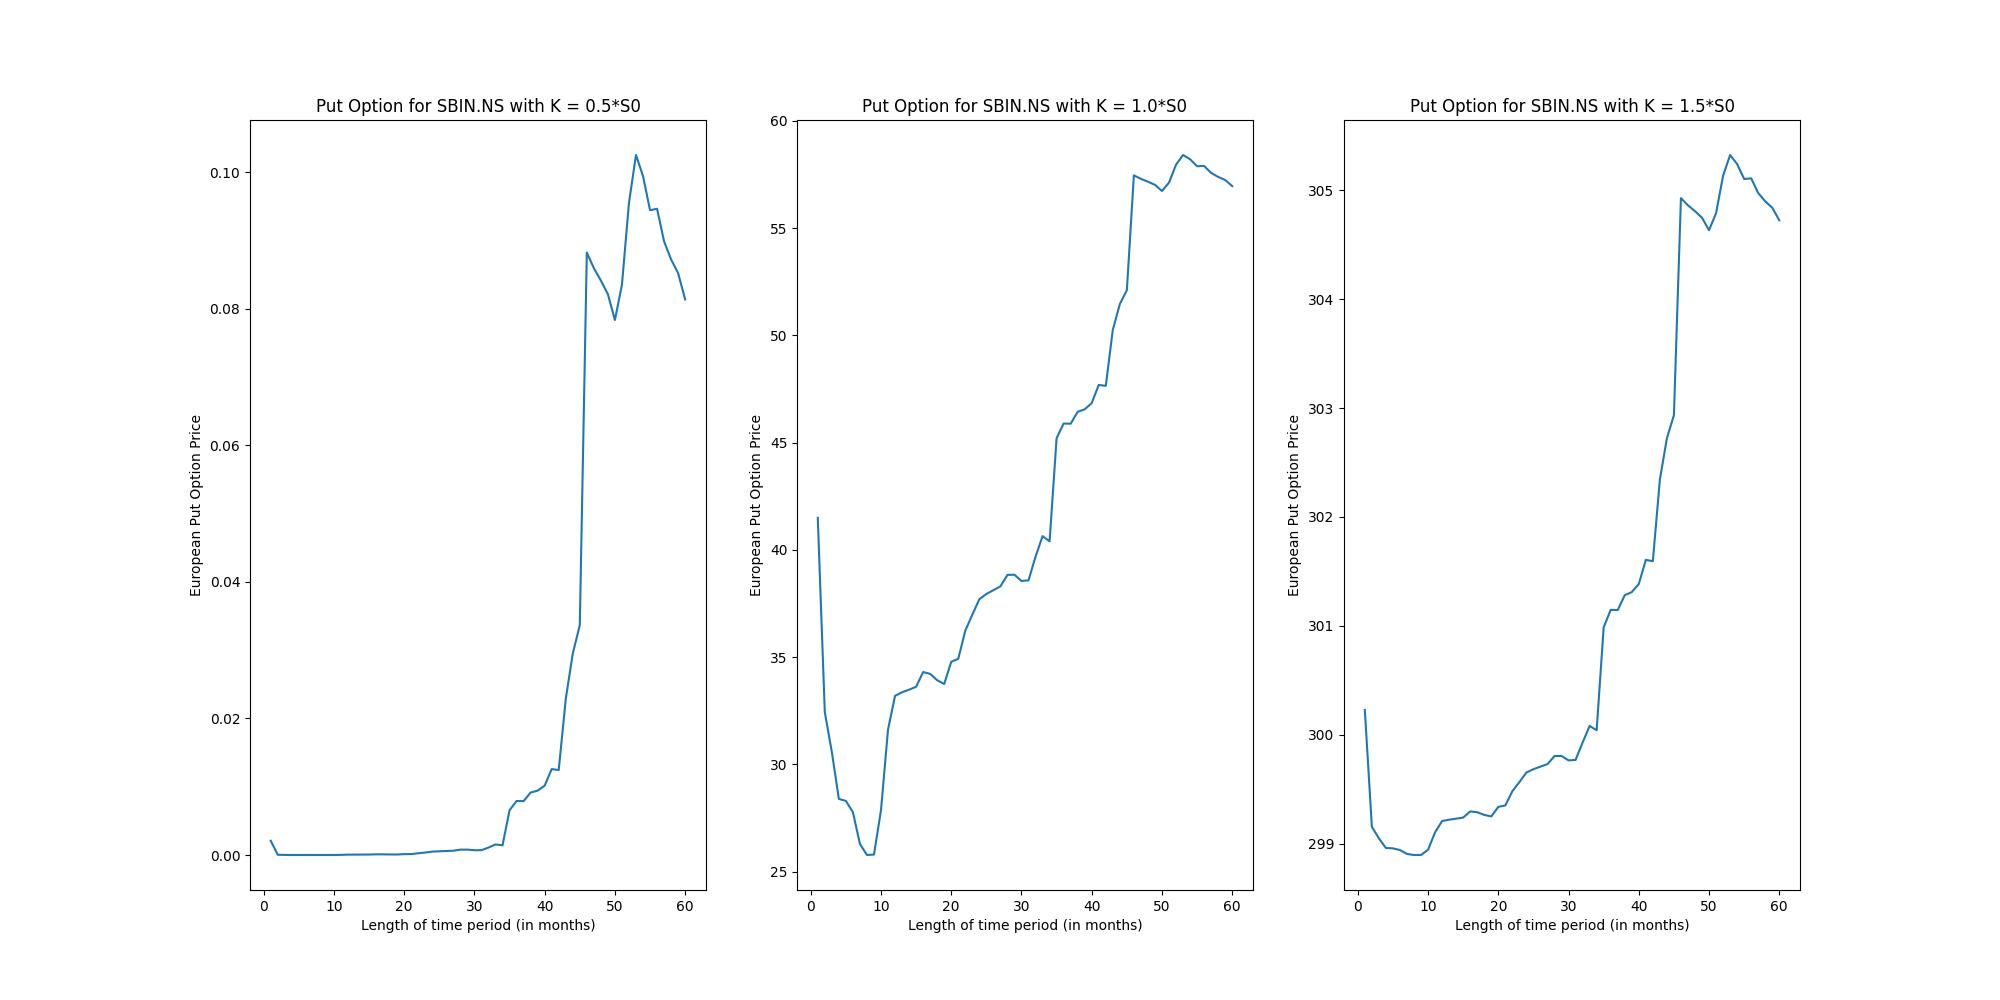 Put Option for SBIN.NS with K = 0.5*S0
European Put Option Price
0.10
0.08
0.06
0.04
0.02
0.00
0 10 20 30 40 50 60
Length of time period (in months)
Put Option for SBIN.NS with K = 1.0*S0
European Put Option Price
60
55
50
45
40
35
30
25
0 10 20 30 40 50 60
Length of time period (in months)
Put Option for SBIN.NS with K = 1.5*S0
European Put Option Price
305
304
303
302
301
300
299
0 10 20 30 40 50 60
Length of time period (in months)